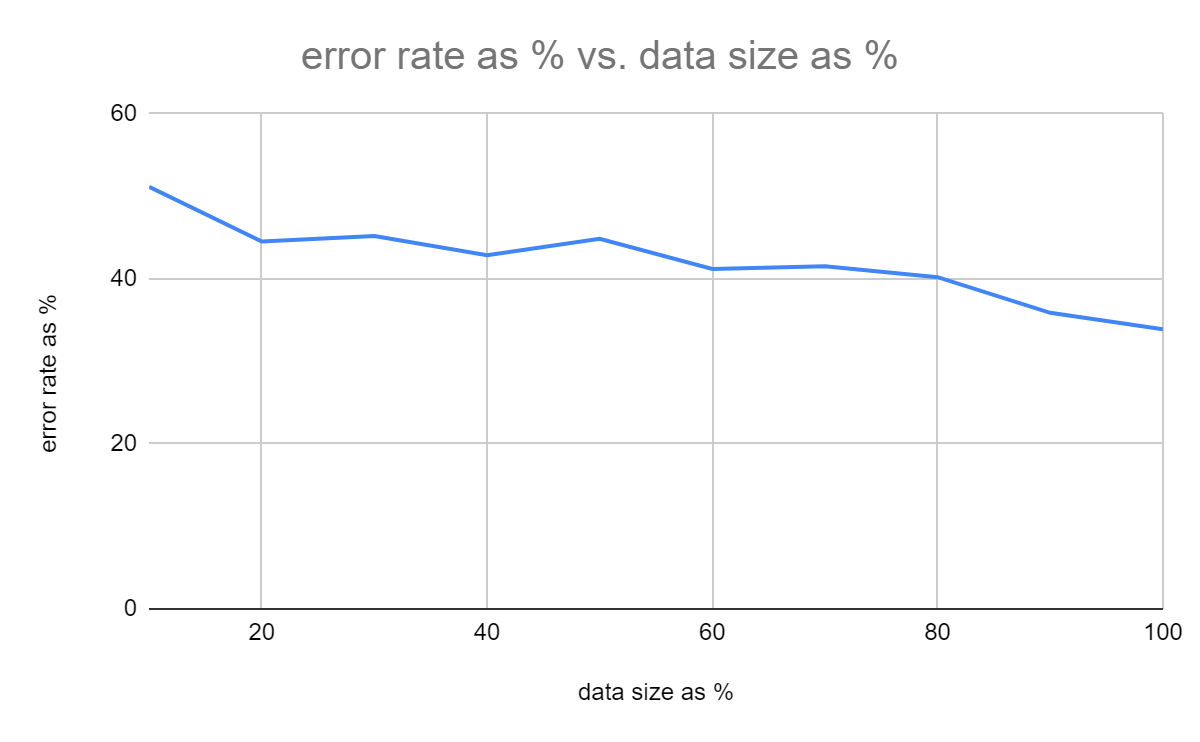 error rate as % vs. data size as %
60
40
20
0
error rate as %
20 40 60 80 100
data size as %